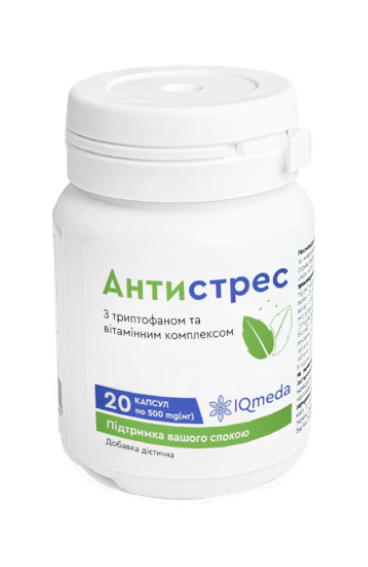 Антистрес
З триптофаном та
вітамінним комплексом
20 КАПСУЛ
по 500 mg(мг)
IQmeda
Підтримка вашого спокою
Добавка дієтична